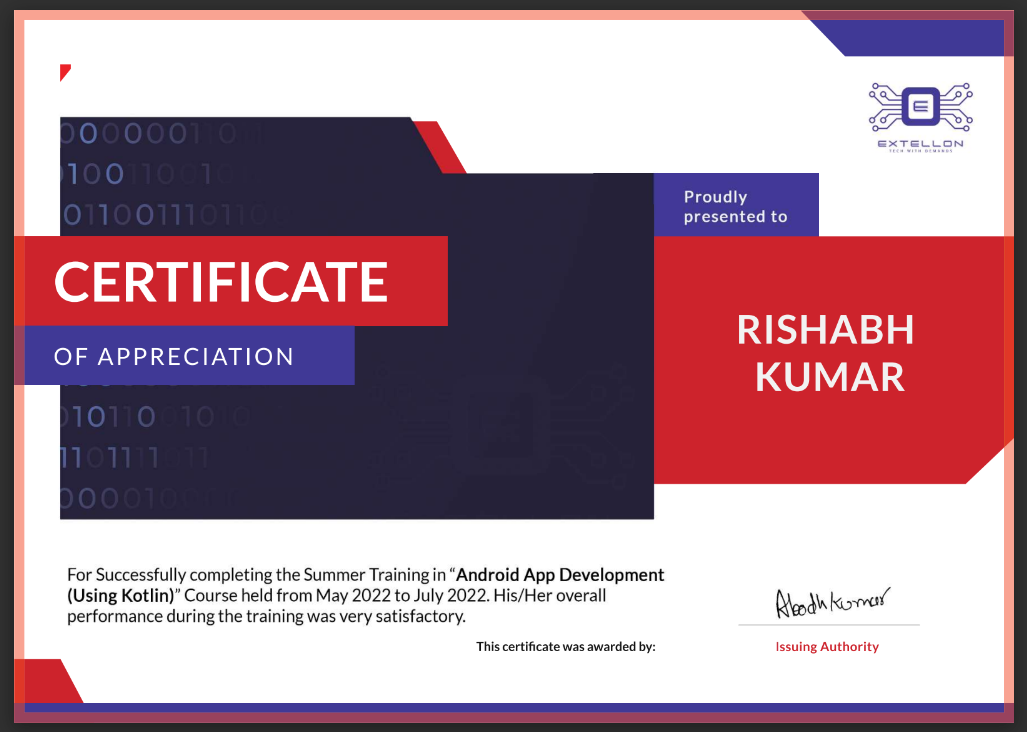 EXTELLON
TECH WITH DEMANDS
Proudly
presented to
CERTIFICATE
OF APPRECIATION
RISHABH
KUMAR
For Successfully completing the Summer Training in “Android App Development
(Using Kotlin)” Course held from May 2022 to July 2022. His/Her overall
performance during the training was very satisfactory.
This certificate was awarded by:
Issuing Authority